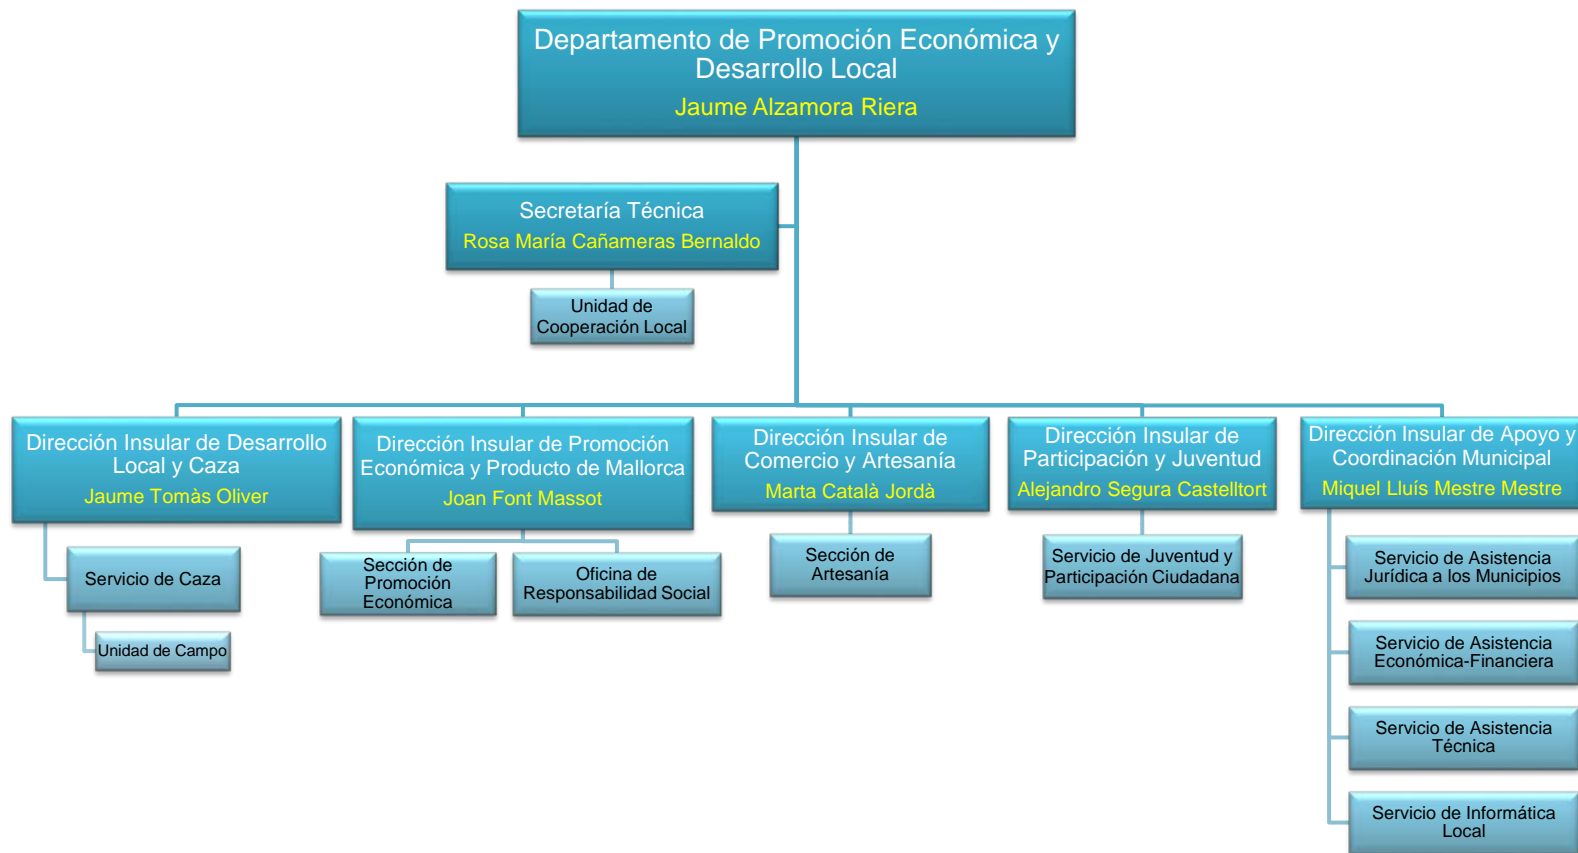 Departamento de Promoción Económica y
Desarrollo Local
Jaume Alzamora Riera
Secretaría Técnica
Rosa María Cañameras Bernaldo
Unidad de
Cooperación Local
Dirección Insular de Desarrollo
Local y Caza
Jaume Tomàs Oliver
Servicio de Caza
Unidad de Campo
Dirección Insular de Promoción
Económica y Producto de Mallorca
Joan Font Massot
Sección de
Promoción
Económica
Oficina de
Responsabilidad Social
Dirección Insular de
Comercio y Artesanía
Marta Català Jordà
Sección de
Artesanía
Dirección Insular de
Participación y Juventud
Alejandro Segura Castelltort
Servicio de Juventud y
Participación Ciudadana
Dirección Insular de Apoyo y
Coordinación Municipal
Miquel Lluís Mestre Mestre
Servicio de Asistencia
Jurídica a los Municipios
Servicio de Asistencia
Económica-Financiera
Servicio de Asistencia
Técnica
Servicio de Informática
Local